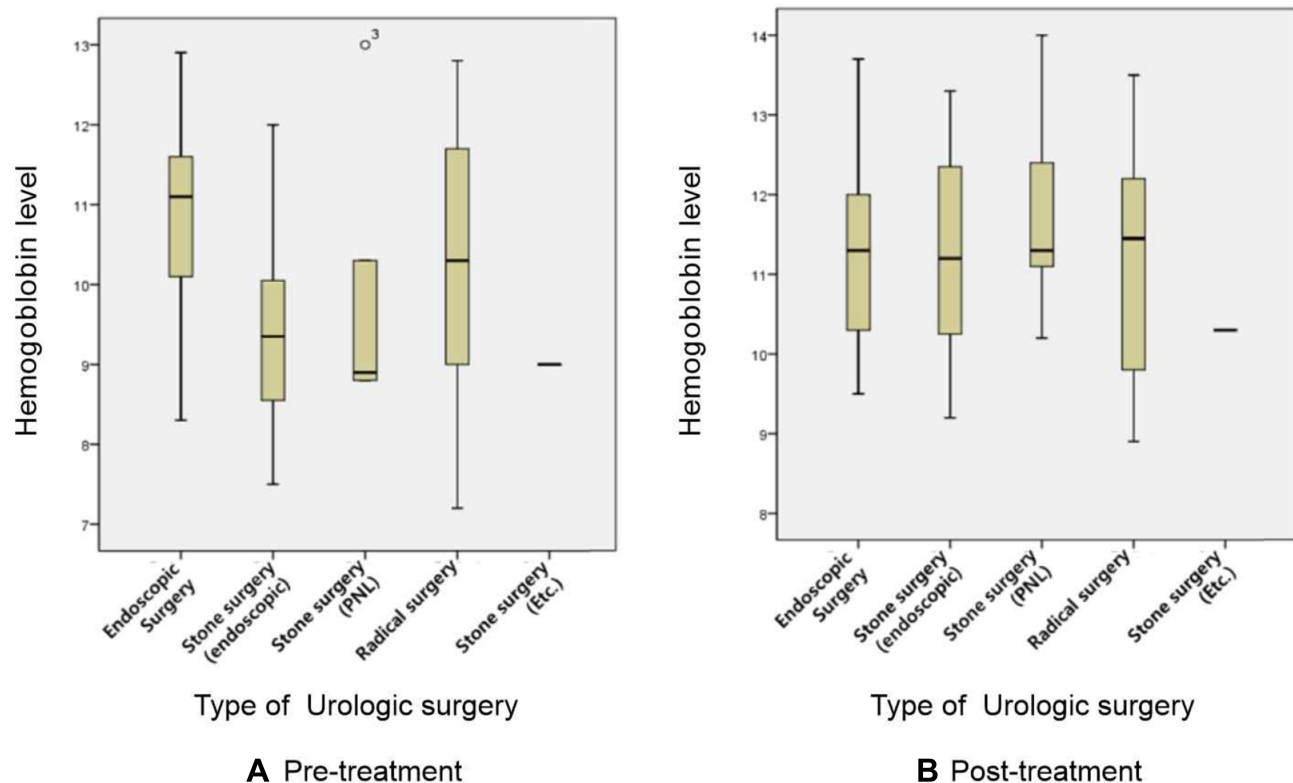 Hemogoblobin level
13
12
11
10
9
8
7
3
Endoscopic
Surgery
Stone surgery
(endoscopic)
Stone surgery
(PNL)
Radical surgery
Stone surgery
(Etc.)
Type of Urologic surgery
A Pre-treatment
Hemogoblobin level
14
13
12
11
10
9
8
Endoscopic
Surgery
Stone surgery
(endoscopic)
Stone surgery
(PNL)
Radical surgery
Stone surgery
(Etc.)
Type of Urologic surgery
B Post-treatment